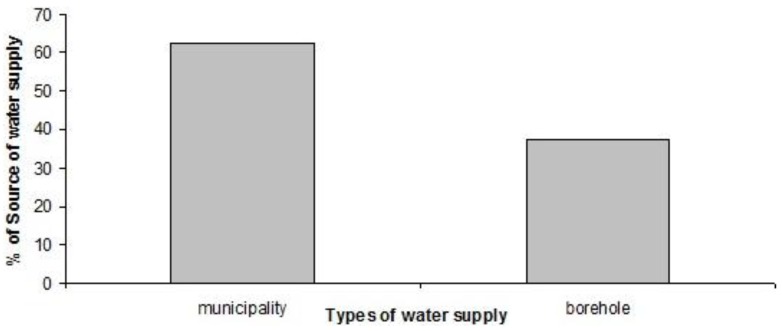 70
60
50
40
30
20
10
0
% of Source of water supply
municipality
borehole
Types of water supply